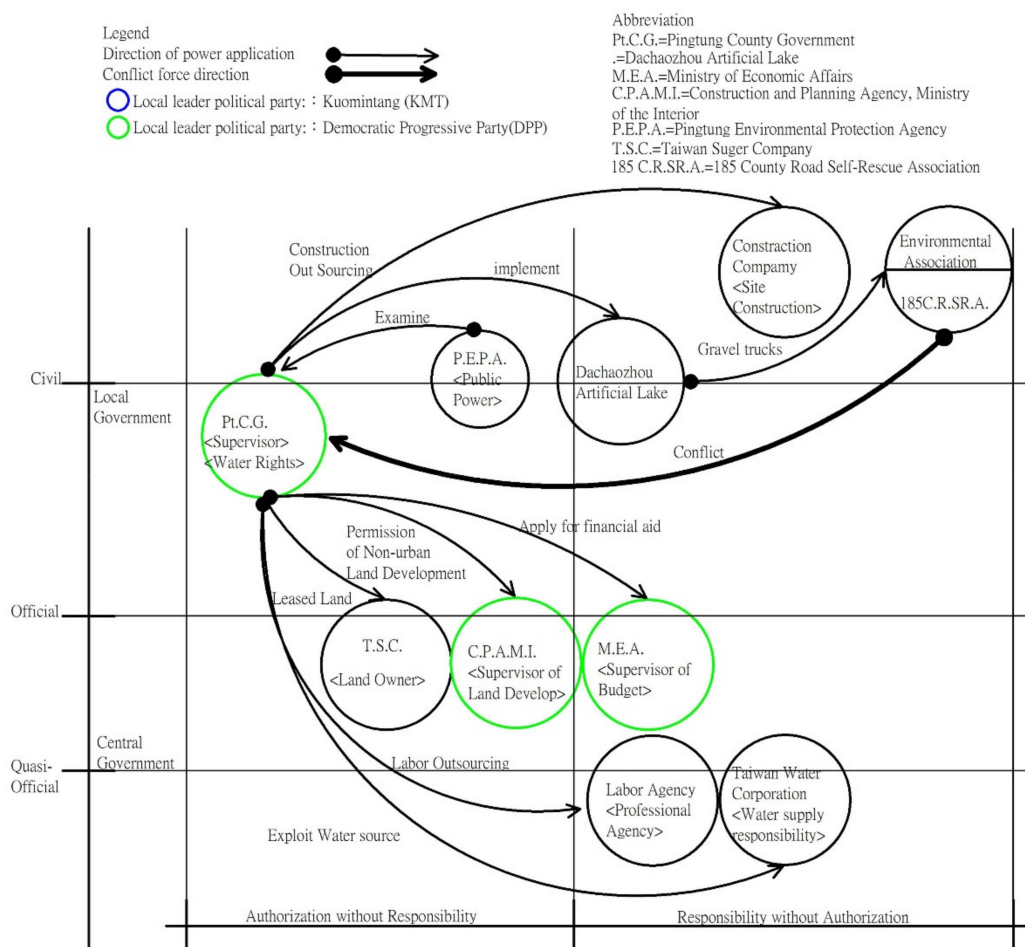 Legend
Direction of power application
Conflict force direction
Local leader political party:：Kuomintang (KMT)
Local leader political party:：Democratic Progressive Party(DPP)
Abbreviation
Pt.C.G.=Pingtung County Government
.=Dachaozhou Artificial Lake
M.E.A.=Ministry of Economic Affairs
C.P.A.M.I.=Construction and Planning Agency, Ministry
of the Interior
P.E.P.A.=Pingtung Environmental Protection Agency
T.S.C.=Taiwan Suger Company
185 C.R.SR.A.=185 County Road Self-Rescue Association
Construction
Out Sourcing
implement
Examine
Constraction
Company
<Site
Construction>
Environmental
Association
185C.R.SR.A.
Gravel trucks
P.E.P.A.
<Public
Power>
Dachaozhou
Artificial Lake
Civil
Local
Government
Pt.C.G.
<Supervisor>
<Water Rights>
Conflict
Apply for financial aid
Permission
of Non-urban
Land Development
Leased Land
Official
T.S.C.
<Land Owner>
C.P.A.M.I.
<Supervisor of
Land Develop>
M.E.A.
<Supervisor of
Budget>
Central
Government
Quasi-
Official
Labor Outsourcing
Labor Agency
<Professional
Agency>
Taiwan Water
Corporation
<Water supply
responsibility>
Exploit Water source
Authorization without Responsibility
Responsibility without Authorization